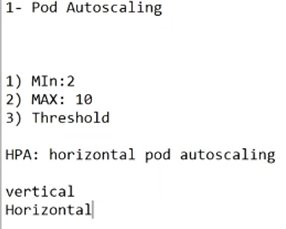 1- Pod Autoscaling
1) MIn:2
2) MAX: 10
3) Threshold
HPA: horizontal pod autoscaling
vertical
Horizontal